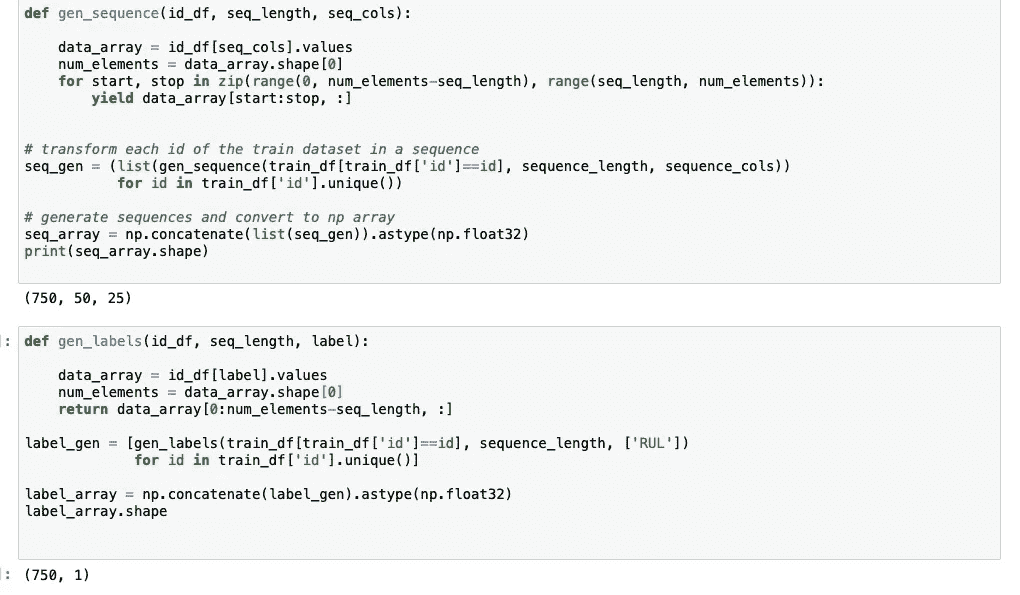 def gen_sequence(id_df, seq_length, seq_cols):
data_array = id_df[seq_cols].values
num_elements = data_array.shape[0]
for start, stop in zip(range(0, num_elements-seq_length), range(seq_length, num_elements)):
yield data_array[start:stop, :]
# transform each id of the train dataset in a sequence
seq_gen = (list(gen_sequence(train_df[train_df['id']==id], sequence_length, sequence_cols))
for id in train_df['id'].unique())
# generate sequences and convert to np array
seq_array = np.concatenate(list(seq_gen)).astype(np.float32)
print(seq_array.shape)
(750, 50, 25)
]: def gen_labels(id_df, seq_length, label):
data_array = id_df[label].values
num_elements = data_array.shape[0]
return data_array[0:num_elements-seq_length, :]
label_gen = [gen_labels(train_df[train_df['id']==id], sequence_length, ['RUL'])
for id in train_df['id'].unique()]
label_array = np.concatenate(label_gen).astype(np.float32)
label_array.shape
]: (750, 1)